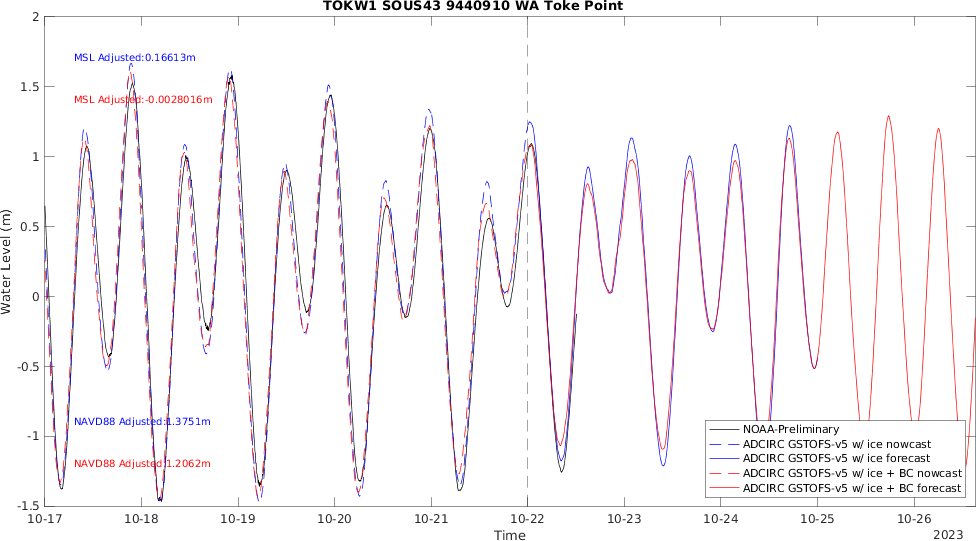 TOKW1 SOUS43 9440910 WA Toke Point
2
MSL Adjusted:0.16613m
1.5
MSL Adjusted:-0.0028016m
1
0.5
Water Level (m)
0
-0.5
NAVD88 Adjusted:1.3751m
-1
NAVD88 Adjusted:1.2062m
-1.5
NOAA-Preliminary
ADCIRC GSTOFS-v5 w/ ice nowcast
ADCIRC GSTOFS-v5 w/ ice forecast
ADCIRC GSTOFS-v5 w/ ice + BC nowcast
ADCIRC GSTOFS-v5 w/ ice + BC forecast
10-17 10-18 10-19 10-20 10-21 10-22 10-23 10-24 10-25 10-26
Time
2023